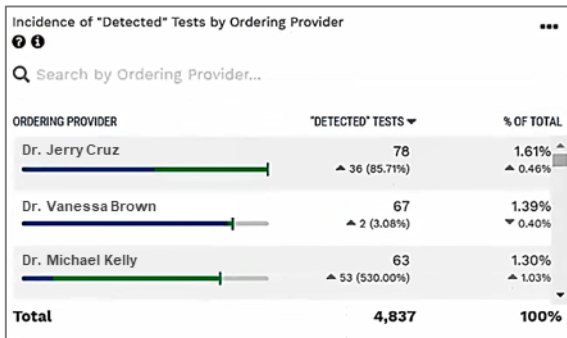 Incidence of "Detected" Tests by Ordering Provider
Search by Ordering Provider...
ORDERING PROVIDER "DETECTED" TESTS ▼ % OF TOTAL
Dr. Jerry Cruz 78 1.61%
▲ 36 (85.71%) ▲ 0.46%
Dr. Vanessa Brown 67 1.39%
▲ 2 (3.08%) ▼ 0.40%
Dr. Michael Kelly 63 1.30%
▲ 53 (530.00%) ▲ 1.03%
Total 4,837 100%